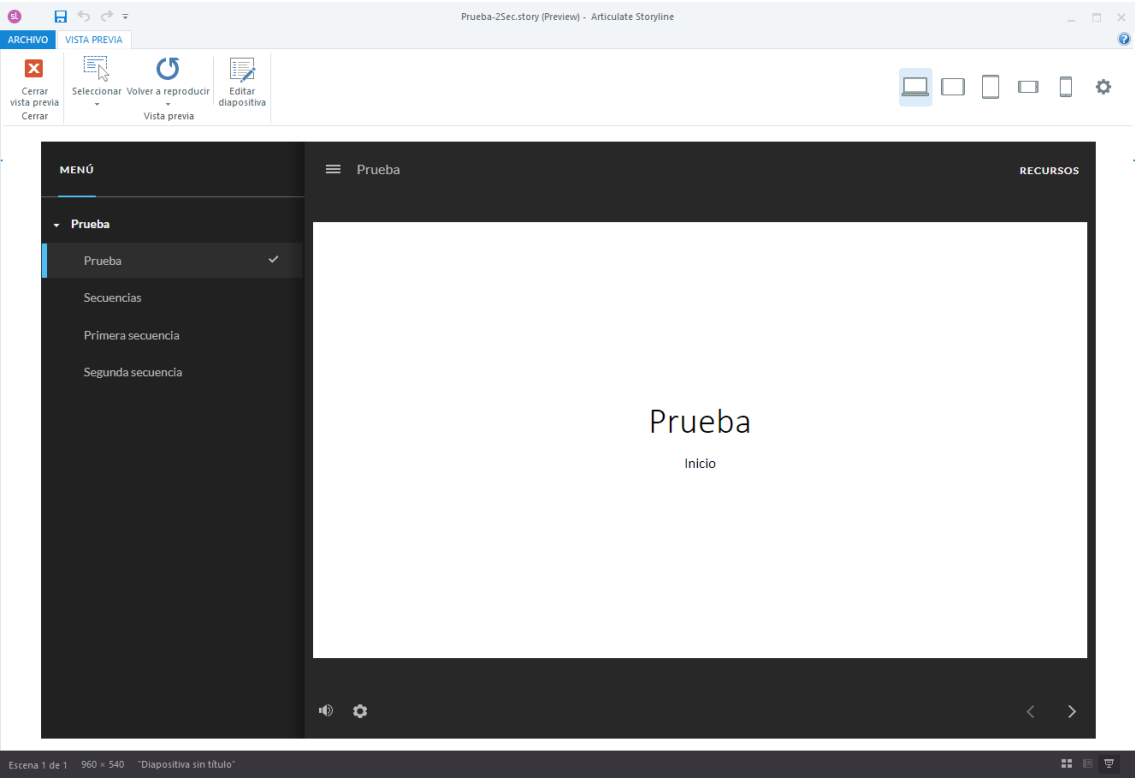 sl
Prueba-2Sec.story (Preview) - Articulate Storyline
ARCHIVO VISTA PREVIA
Cerrar vista previa
Seleccionar
Volver a reproducir
Editar diapositiva
Cerrar
Vista previa
MENÚ
Prueba
RECURSOS
Prueba
Prueba
Secuencias
Primera secuencia
Segunda secuencia
Prueba
Inicio
Escena 1 de 1 960 × 540 "Diapositiva sin título"